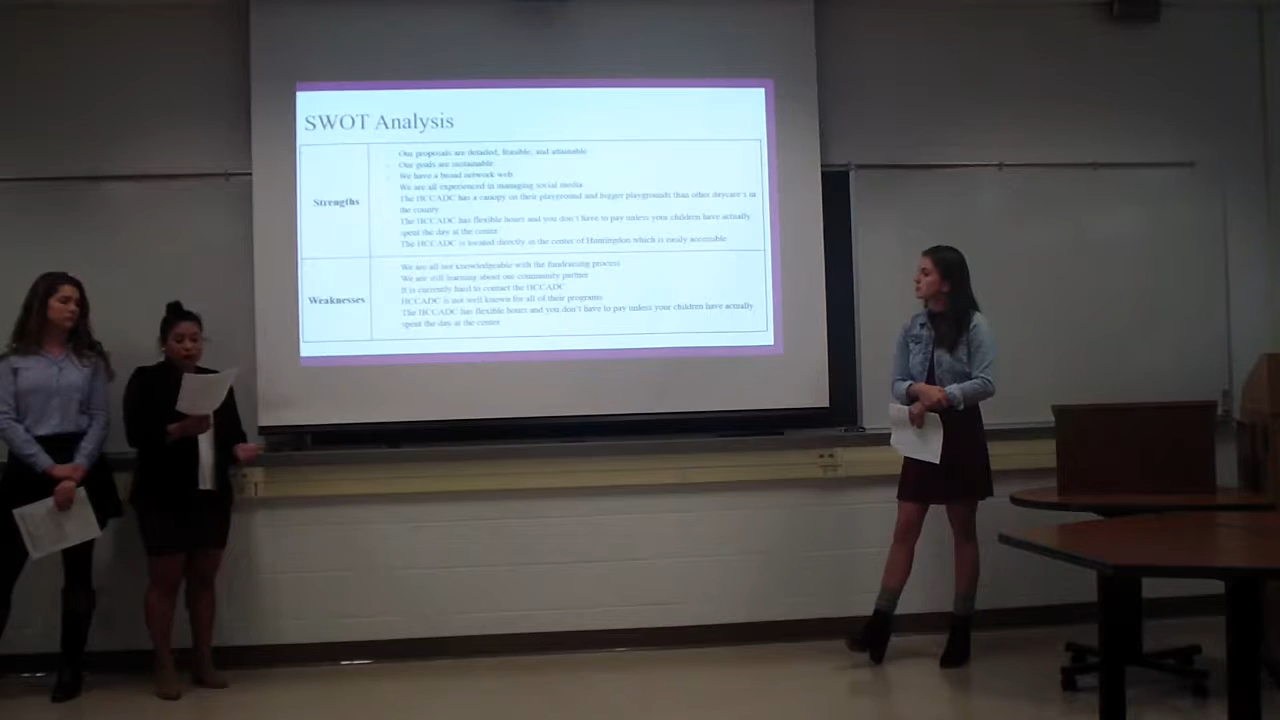 SWOT Analysis
Strengths
Our proposals are detailed, feasible, and attainable
Our goals are sustainable
We have a broad network web
We are all experienced in managing social media
The HCCADC has a canopy on their playground and bigger playgrounds than other daycare's in
the county
The HCCADC has flexible hours and you don't have to pay unless your children have actually
spent the day at the center
The HCCADC is located directly in the center of Huntingdon which is easily accessible
Weaknesses
We are all not knowledgeable with the fundraising process
We are still learning about our community partner
It is currently hard to contact the HCCADC
HCCADC is not well known for all of their programs
The HCCADC has flexible hours and you don't have to pay unless your children have actually
spent the day at the center